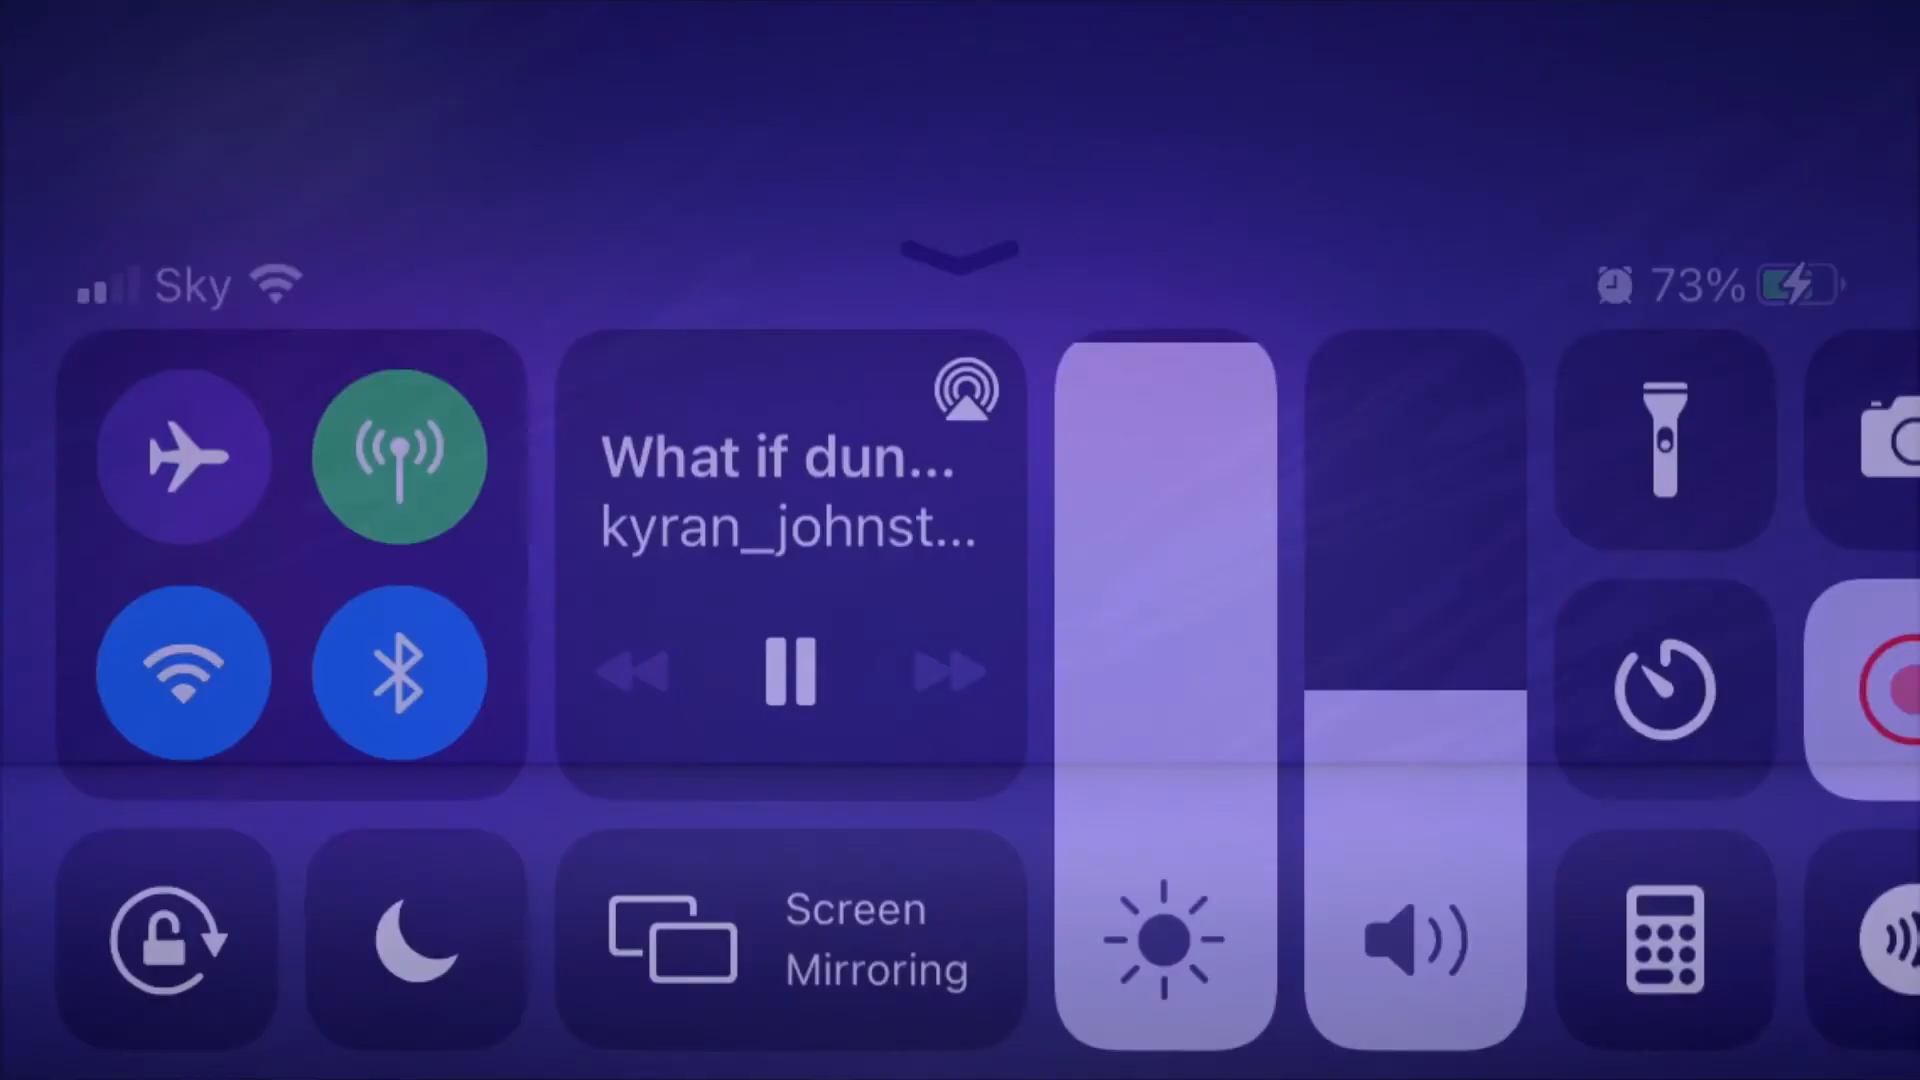 Sky
73%
What if dun...
kyran_johnst...
Screen
Mirroring